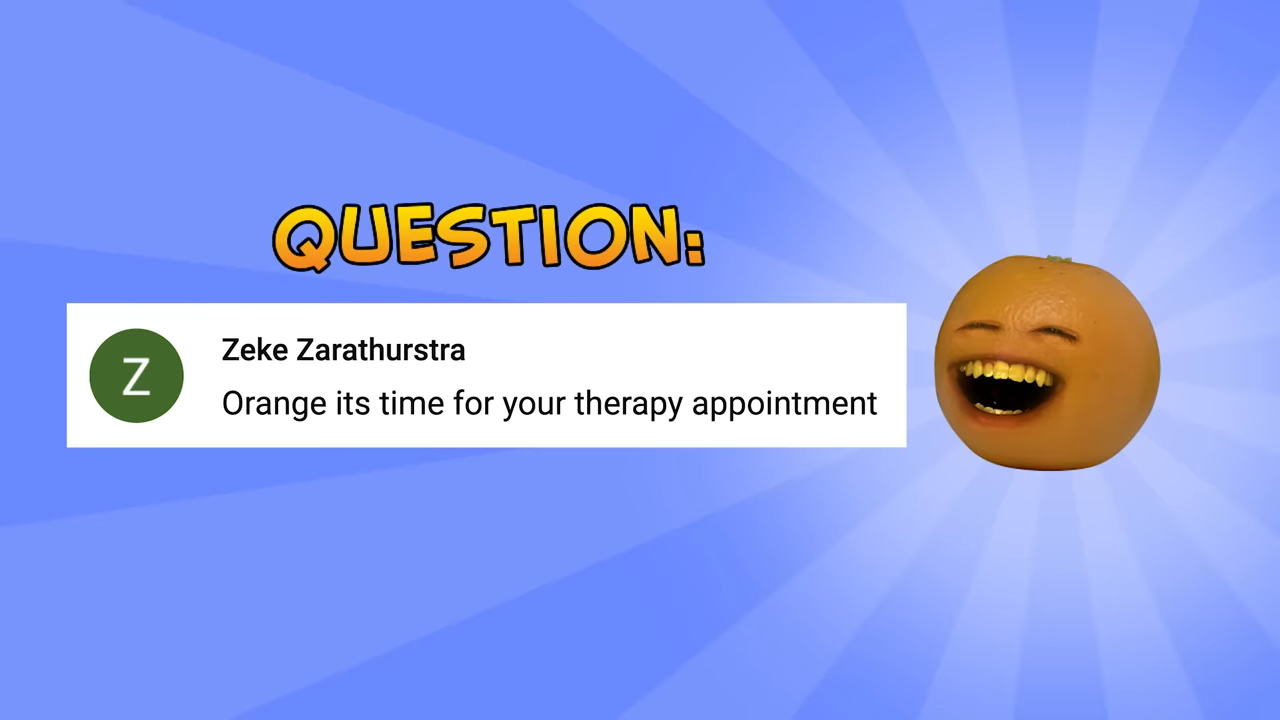 QUESTION:
Z
Zeke Zarathurstra
Orange its time for your therapy appointment